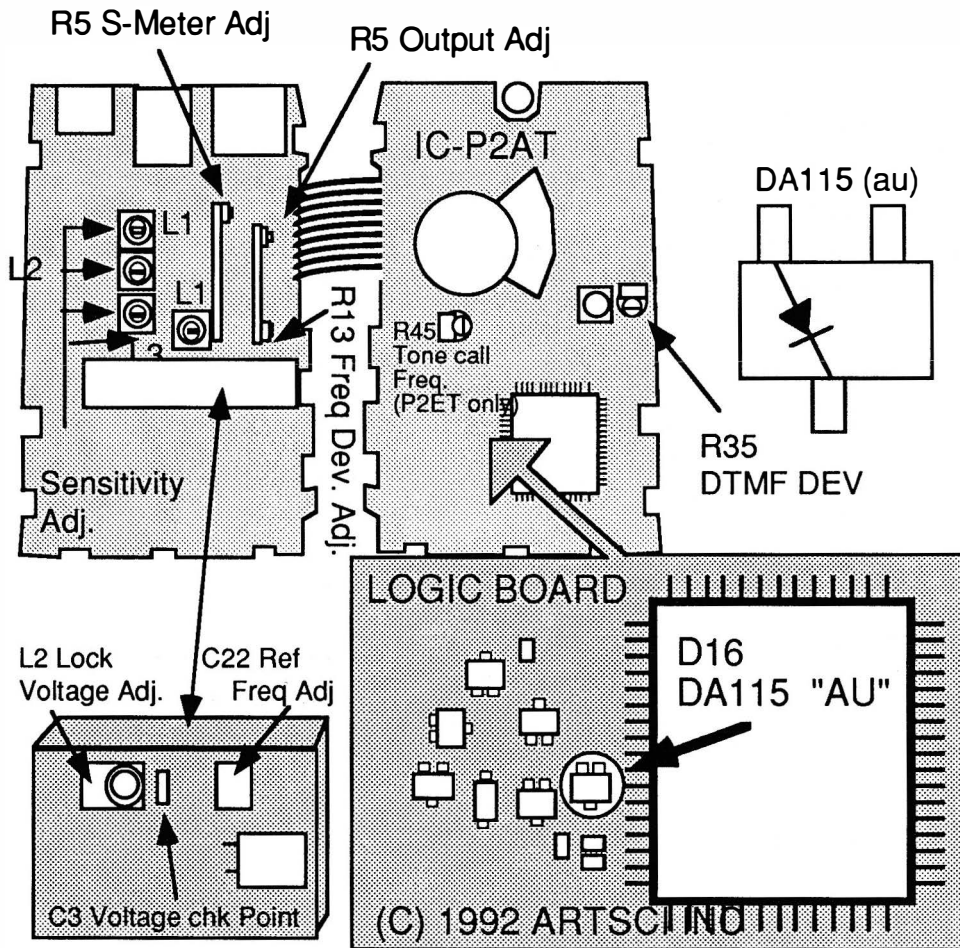 R5 S-Meter Adj
R5 Output Adj
IC-P2AT
DA115 (au)
L1
L2
L1
3
R13 Freq Dev. Adj.
R45
Tone call
Freq.
(P2ET only)
R35
DTMF DEV
Sensitivity
Adj.
LOGIC BOARD
D16
DA115 "AU"
L2 Lock
Voltage Adj.
C22 Ref
Freq Adj
C3 Voltage chk Point
(C) 1992 ARTSCI INC